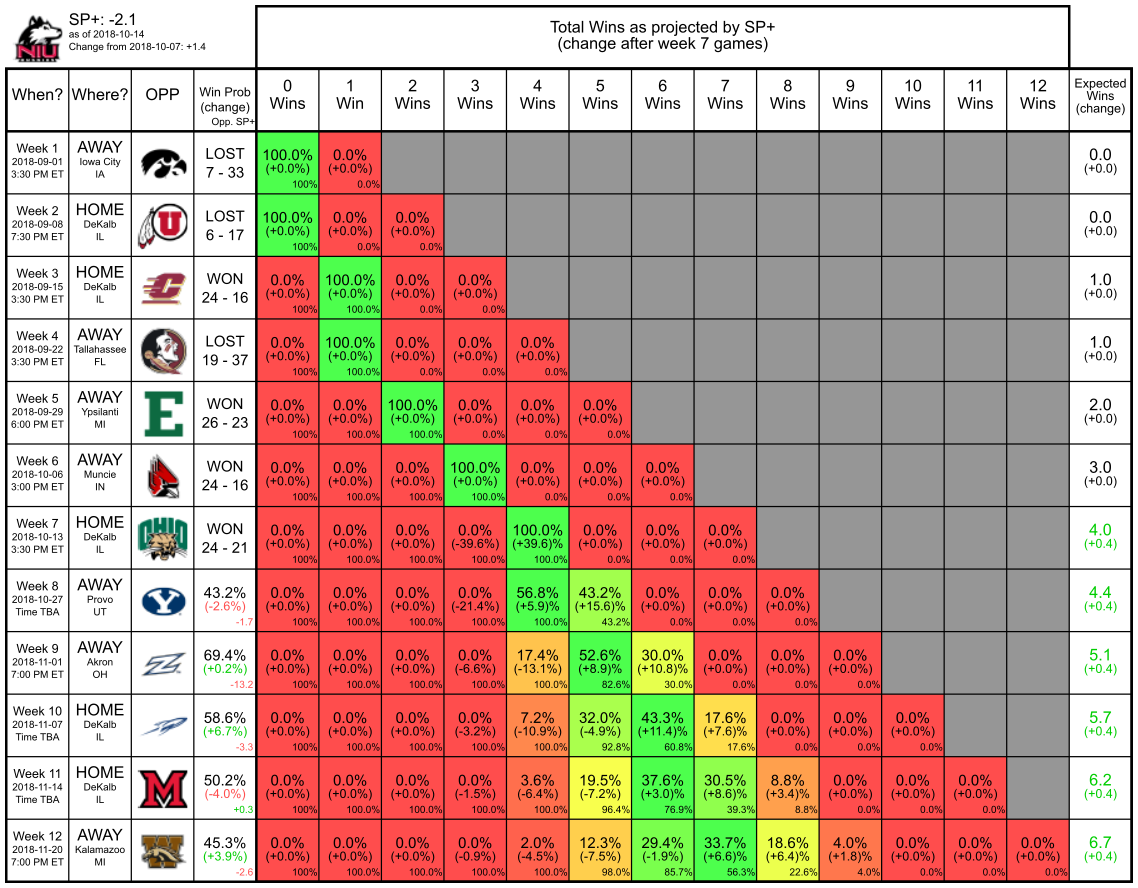 NIU
HUSKIES
SP+: -2.1
as of 2018-10-14
Change from 2018-10-07: +1.4
Total Wins as projected by SP+
(change after week 7 games)
When? Where? OPP Win Prob 0 1 2 3 4 5 6 7 8 9 10 11 12 Expected
(change) Wins Win Wins Wins Wins Wins Wins Wins Wins Wins Wins Wins Wins Wins
Opp. SP+ (change)
Week 1 AWAY LOST 100.0% 0.0% 0.0
2018-09-01 Iowa City 7 - 33 (+0.0%) (+0.0%) (+0.0)
3:30 PM ET IA 100% 0.0%
Week 2 HOME U LOST 100.0% 0.0% 0.0% 0.0
2018-09-08 DeKalb 6 - 17 (+0.0%) (+0.0%) (+0.0%) (+0.0)
7:30 PM ET IL 100% 0.0% 0.0%
Week 3 HOME C WON 0.0% 100.0% 0.0% 0.0% 1.0
2018-09-15 DeKalb 24 - 16 (+0.0%) (+0.0%) (+0.0%) (+0.0%) (+0.0)
3:30 PM ET IL 100% 100.0% 0.0% 0.0%
Week 4 AWAY LOST 0.0% 100.0% 0.0% 0.0% 0.0% 1.0
2018-09-22 Tallahassee 19 - 37 (+0.0%) (+0.0%) (+0.0%) (+0.0%) (+0.0%) (+0.0)
3:30 PM ET FL 100% 100.0% 0.0% 0.0% 0.0%
Week 5 AWAY E WON 0.0% 0.0% 100.0% 0.0% 0.0% 0.0% 2.0
2018-09-29 Ypsilanti 26 - 23 (+0.0%) (+0.0%) (+0.0%) (+0.0%) (+0.0%) (+0.0%) (+0.0)
6:00 PM ET MI 100% 100.0% 100.0% 0.0% 0.0% 0.0%
Week 6 AWAY WON 0.0% 0.0% 0.0% 100.0% 0.0% 0.0% 0.0% 3.0
2018-10-06 Muncie 24 - 16 (+0.0%) (+0.0%) (+0.0%) (+0.0%) (+0.0%) (+0.0%) (+0.0%) (+0.0)
3:00 PM ET IN 100% 100.0% 100.0% 100.0% 0.0% 0.0% 0.0%
Week 7 HOME OHIO WON 0.0% 0.0% 0.0% 0.0% 100.0% 0.0% 0.0% 0.0% 4.0
2018-10-13 DeKalb 24 - 21 (+0.0%) (+0.0%) (+0.0%) (-39.6%) (+39.6)% (+0.0%) (+0.0%) (+0.0%) (+0.4)
3:30 PM ET IL 100% 100.0% 100.0% 100.0% 100.0% 0.0% 0.0% 0.0%
Week 8 AWAY Y 43.2% 0.0% 0.0% 0.0% 0.0% 56.8% 43.2% 0.0% 0.0% 0.0% 4.4
2018-10-27 Provo (-2.6%) (+0.0%) (+0.0%) (+0.0%) (-21.4%) (+5.9)% (+15.6)% (+0.0%) (+0.0%) (+0.0%) (+0.4)
Time TBA UT -1.7 100% 100.0% 100.0% 100.0% 100.0% 43.2% 0.0% 0.0% 0.0%
Week 9 AWAY Z 69.4% 0.0% 0.0% 0.0% 0.0% 17.4% 52.6% 30.0% 0.0% 0.0% 0.0% 5.1
2018-11-01 Akron (+0.2%) (+0.0%) (+0.0%) (+0.0%) (-6.6%) (-13.1%) (+8.9)% (+10.8)% (+0.0%) (+0.0%) (+0.0%) (+0.4)
7:00 PM ET OH -13.2 100% 100.0% 100.0% 100.0% 100.0% 82.6% 30.0% 0.0% 0.0% 0.0%
Week 10 HOME 58.6% 0.0% 0.0% 0.0% 0.0% 7.2% 32.0% 43.3% 17.6% 0.0% 0.0% 0.0% 5.7
2018-11-07 DeKalb (+6.7%) (+0.0%) (+0.0%) (+0.0%) (-3.2%) (-10.9%) (-4.9%) (+11.4)% (+7.6)% (+0.0%) (+0.0%) (+0.0%) (+0.4)
Time TBA IL -3.3 100% 100.0% 100.0% 100.0% 100.0% 92.8% 60.8% 17.6% 0.0% 0.0% 0.0%
Week 11 HOME M 50.2% 0.0% 0.0% 0.0% 0.0% 3.6% 19.5% 37.6% 30.5% 8.8% 0.0% 0.0% 0.0% 6.2
2018-11-14 DeKalb (-4.0%) (+0.0%) (+0.0%) (+0.0%) (-1.5%) (-6.4%) (-7.2%) (+3.0)% (+8.6)% (+3.4)% (+0.0%) (+0.0%) (+0.0%) (+0.4)
Time TBA IL +0.3 100% 100.0% 100.0% 100.0% 100.0% 96.4% 76.9% 39.3% 8.8% 0.0% 0.0% 0.0%
Week 12 AWAY W 45.3% 0.0% 0.0% 0.0% 0.0% 2.0% 12.3% 29.4% 33.7% 18.6% 4.0% 0.0% 0.0% 0.0% 6.7
2018-11-20 Kalamazoo (+3.9%) (+0.0%) (+0.0%) (+0.0%) (-0.9%) (-4.5%) (-7.5%) (-1.9%) (+6.6)% (+6.4)% (+1.8)% (+0.0%) (+0.0%) (+0.0%) (+0.4)
7:00 PM ET MI -2.6 100% 100.0% 100.0% 100.0% 100.0% 98.0% 85.7% 56.3% 22.6% 4.0% 0.0% 0.0% 0.0%